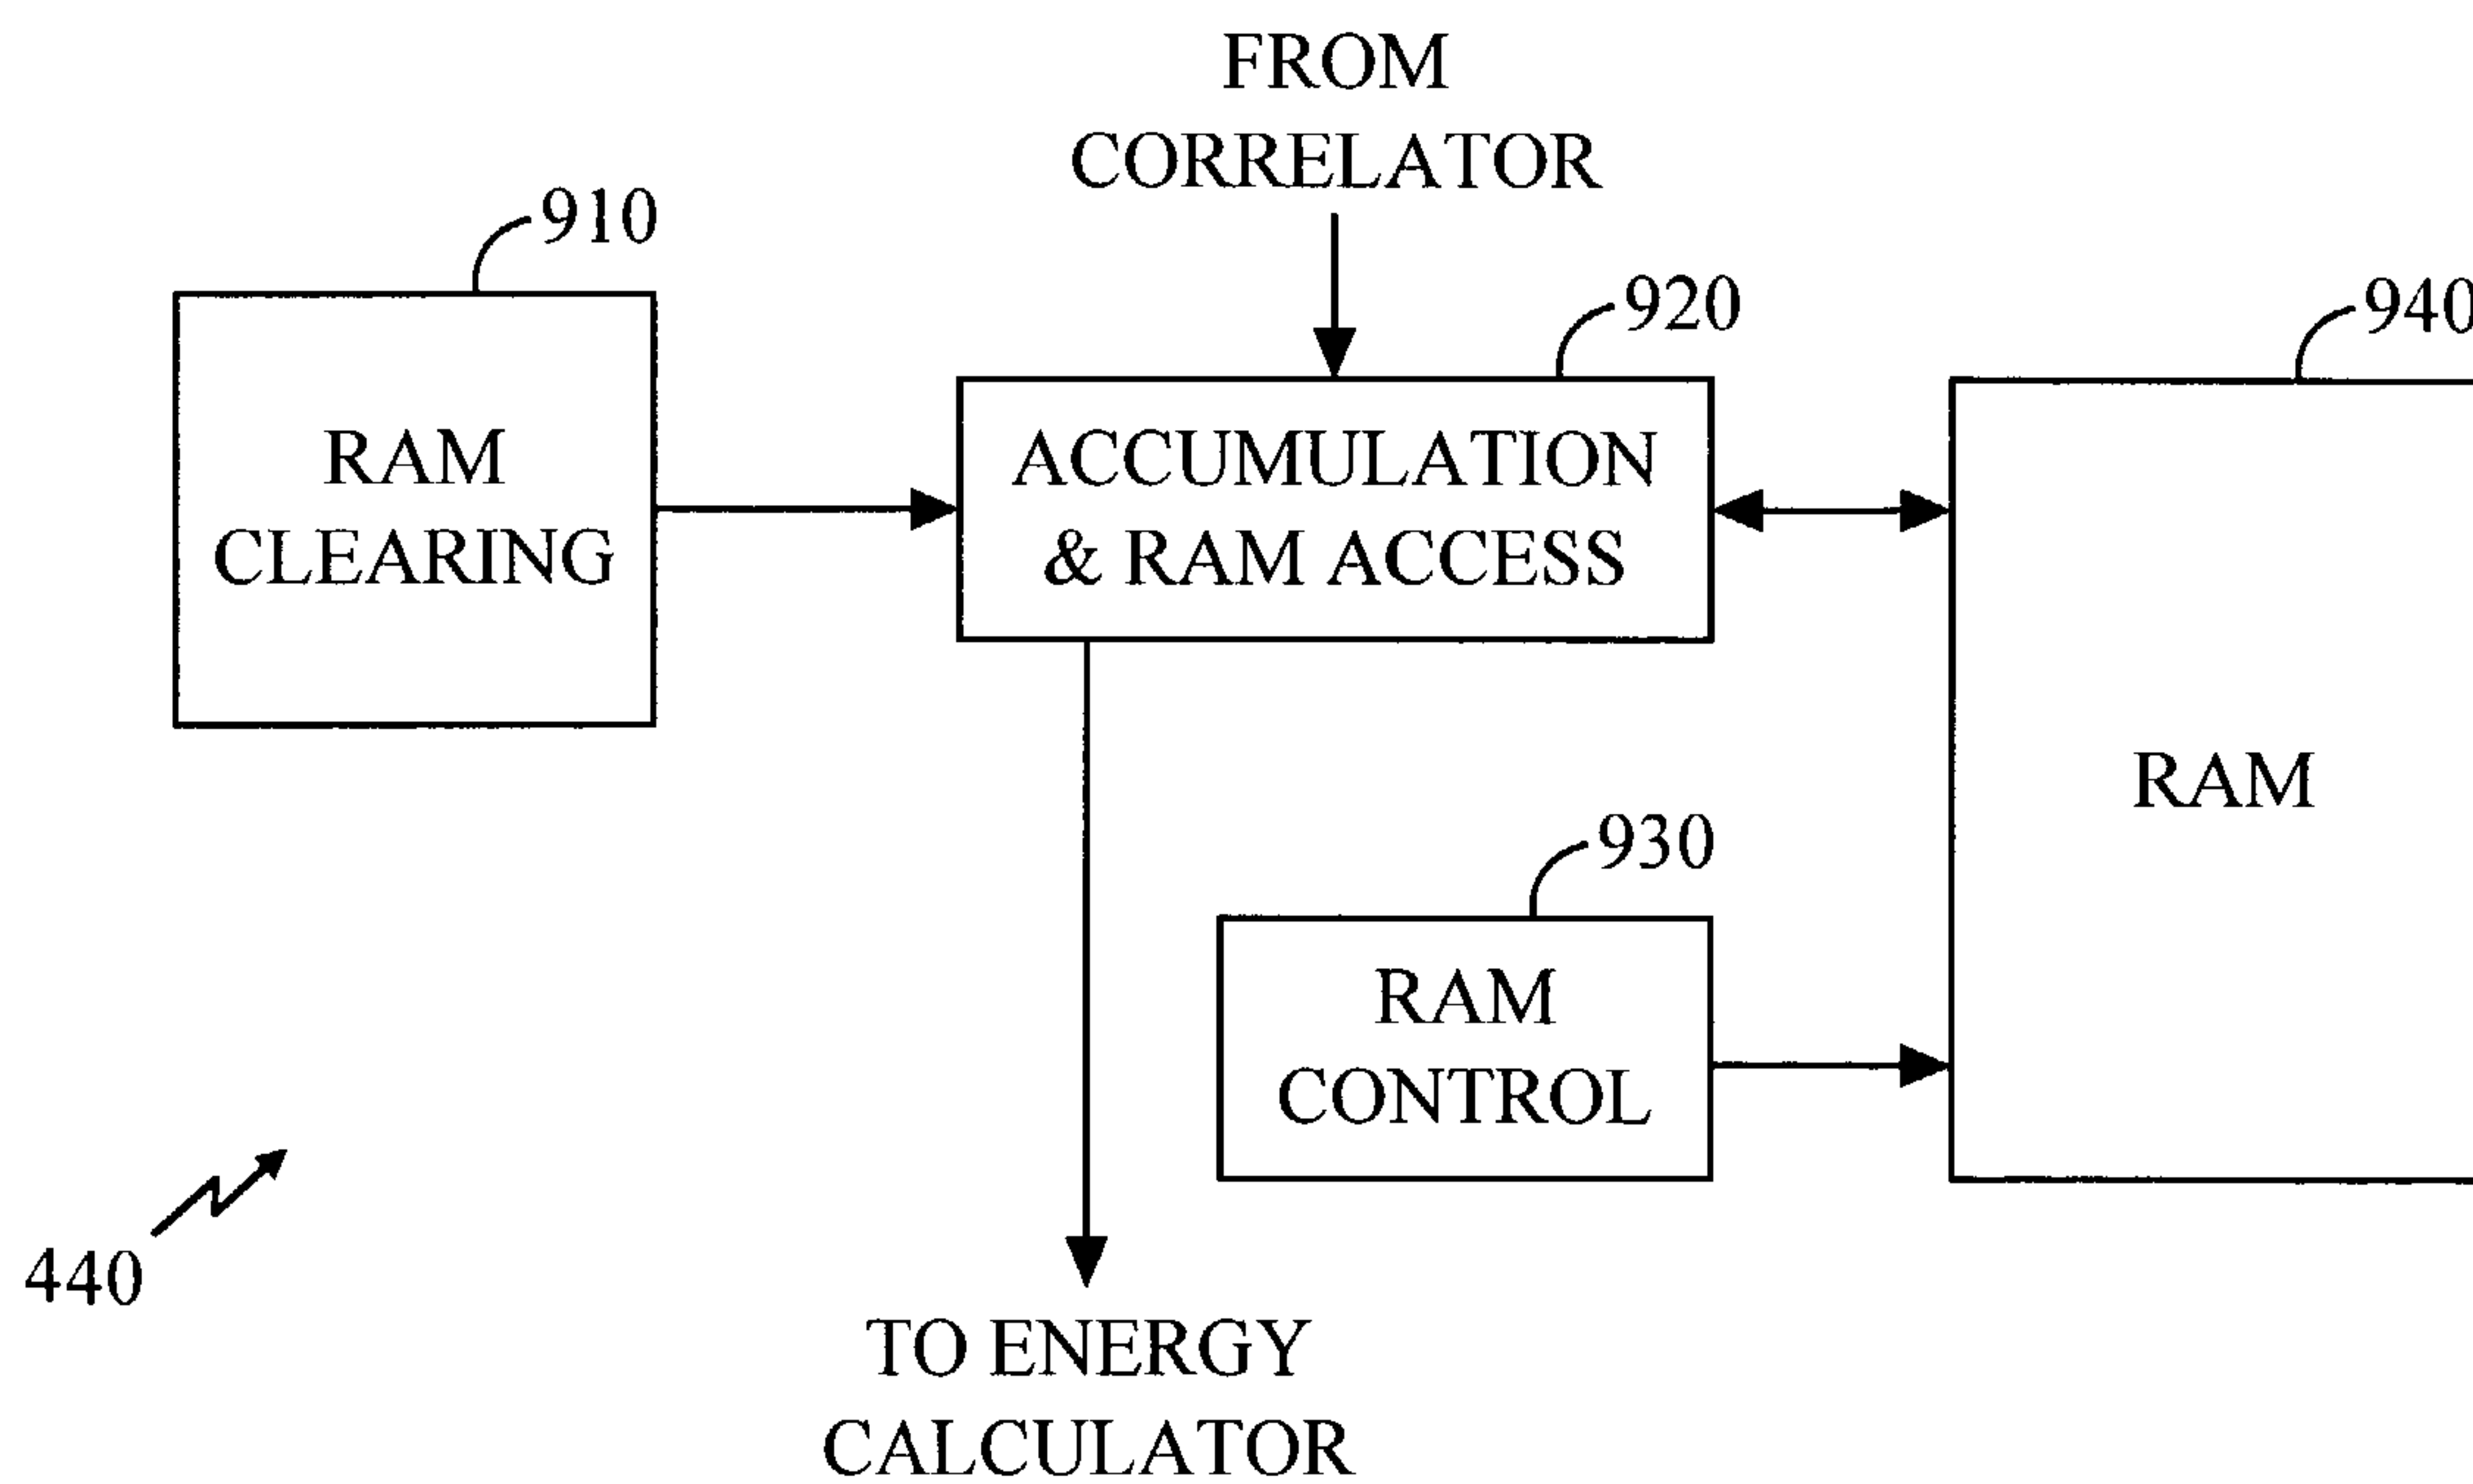 FROM
CORRELATOR
910
920
940
RAM
CLEARING
ACCUMULATION
& RAM ACCESS
RAM
930
RAM
CONTROL
440
TO ENERGY
CALCULATOR